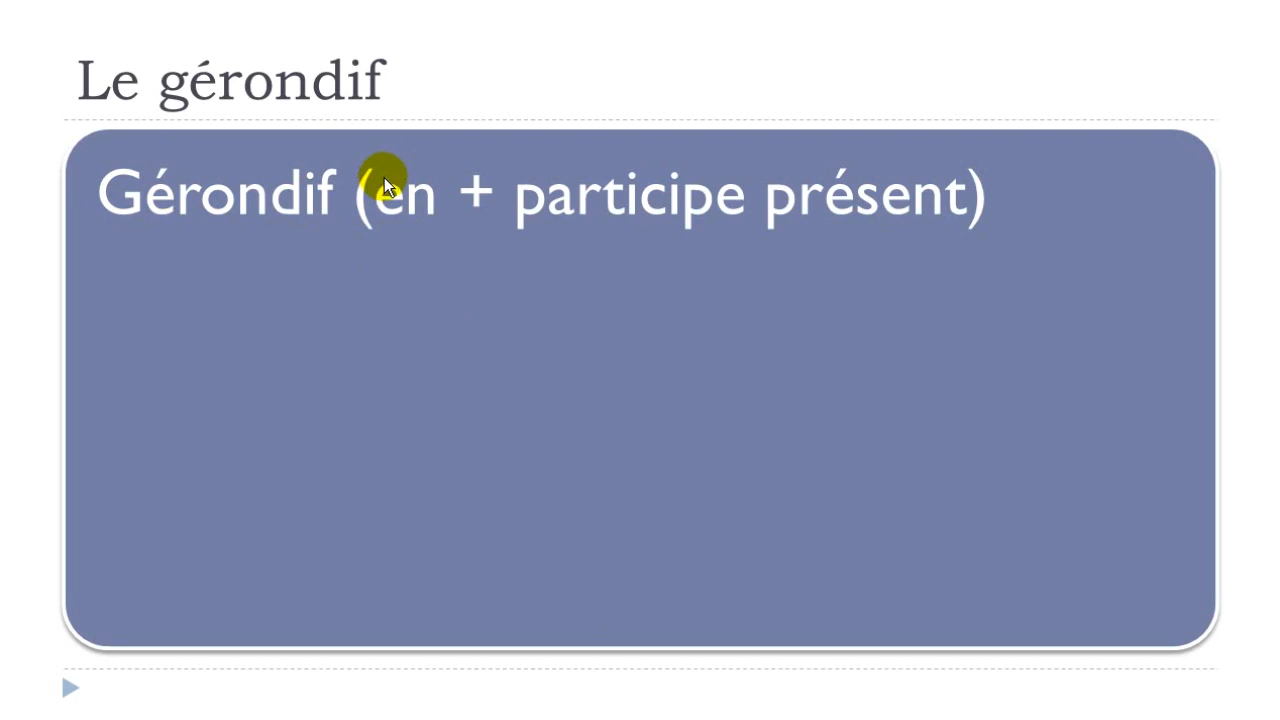 Le gérondif
Gérondif (en + participe présent)